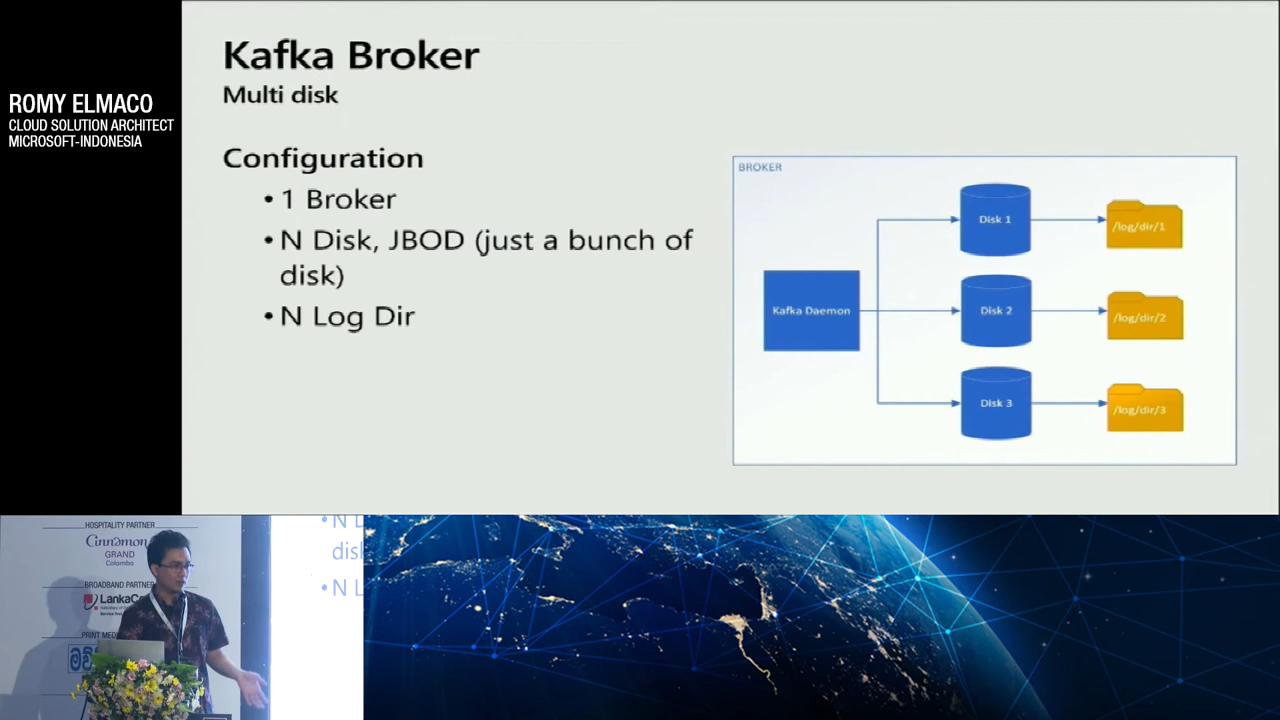 ROMY ELMACO
CLOUD SOLUTION ARCHITECT
MICROSOFT-INDONESIA
Kafka Broker
Multi disk
Configuration
• 1 Broker
• N Disk, JBOD (just a bunch of
disk)
• N Log Dir
BROKER
Kafka Daemon
Disk 1
/log/dir/1
Disk 2
/log/dir/2
Disk 3
/log/dir/3
HOSPITALITY PARTNER
Cinnamon
GRAND
Colombo
BROADBAND PARTNER
PRINT
• N
disk
• N